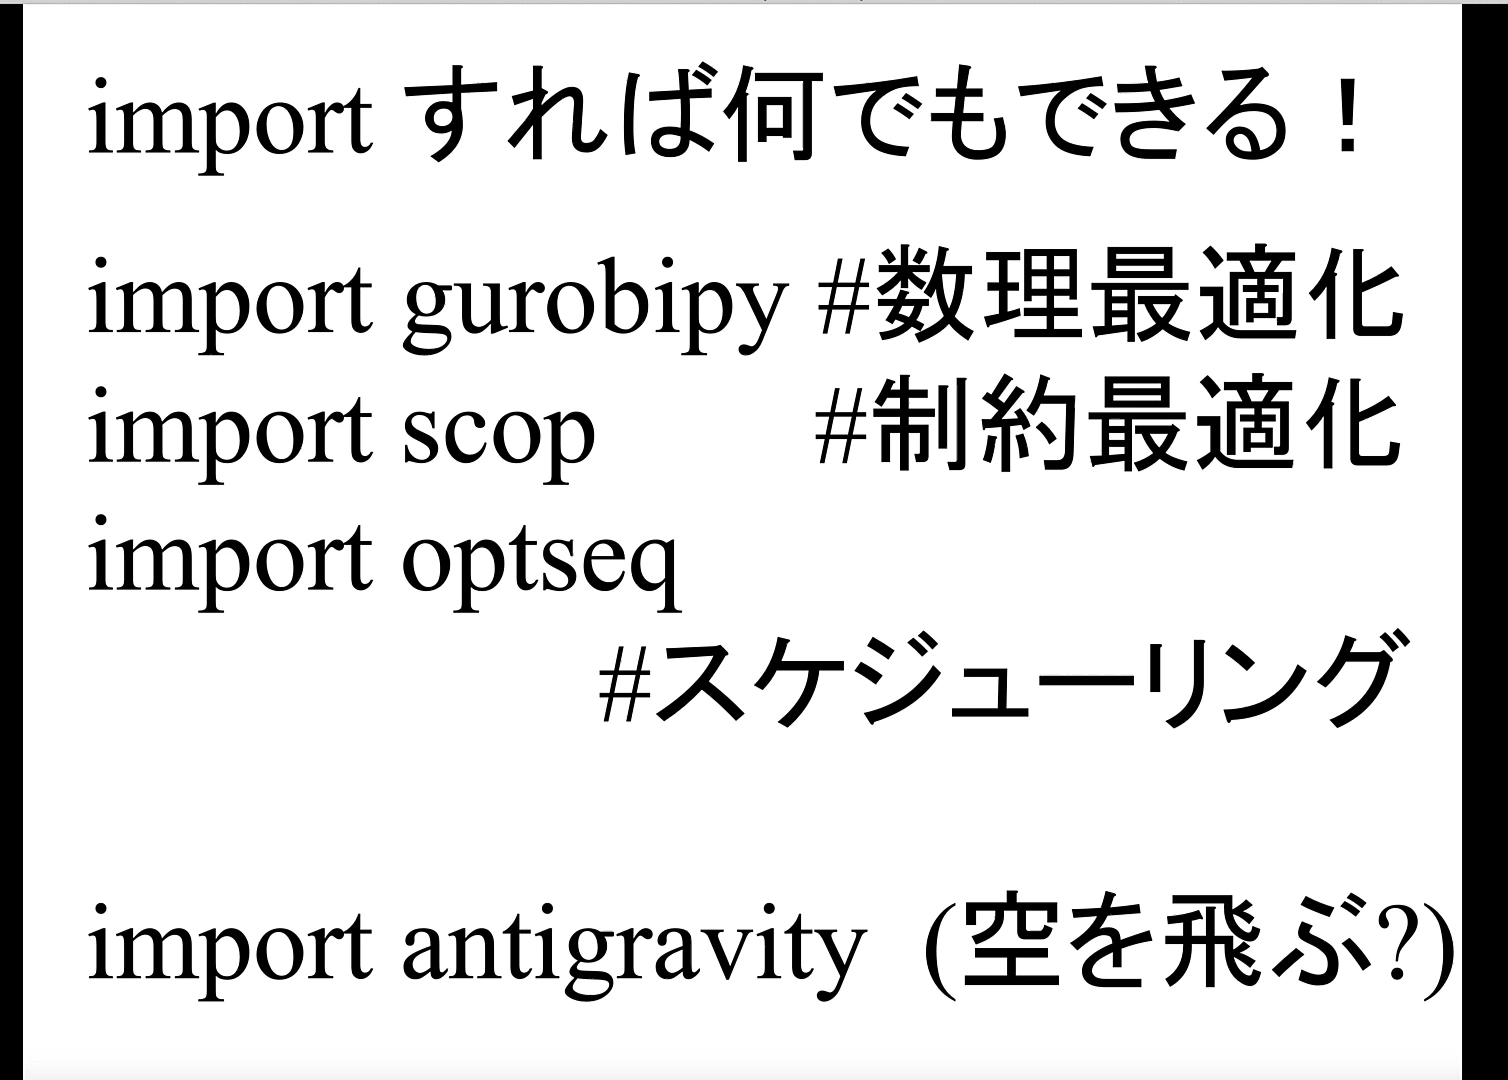 import すれば何でもできる！
import gurobipy #数理最適化
import scop #制約最適化
import optseq
#スケジューリング
import antigravity (空を飛ぶ?)